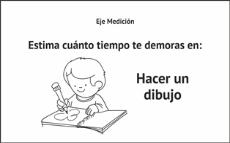 Eje Medición
Estima cuánto tiempo te demoras en:
Hacer un
dibujo